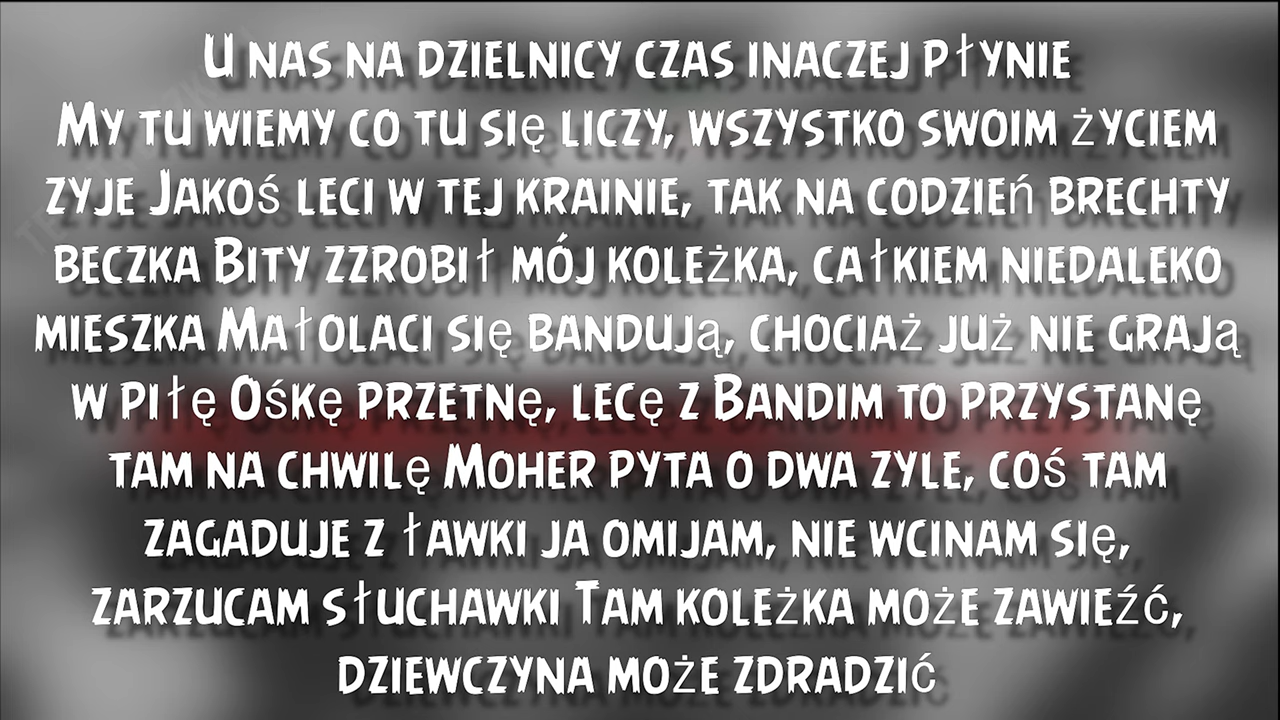 U nas na dzielnicy czas inaczej płynie
My tu wiemy co tu się liczy, wszystko swoim życiem
zyje Jakoś leci w tej krainie, tak na codzień brechty
beczka Bity zzrobił mój koleżka, całkiem niedaleko
mieszka Małolaci się bandują, chociaż już nie grają
w piłę Ośkę przetnę, lecę z Bandim to przystanę
tam na chwilę Moher pyta o dwa zyle, coś tam
zagaduje z ławki ja omijam, nie wcinam się,
zarzucam słuchawki Tam koleżka może zawieźć,
dziewczyna może zdradzić